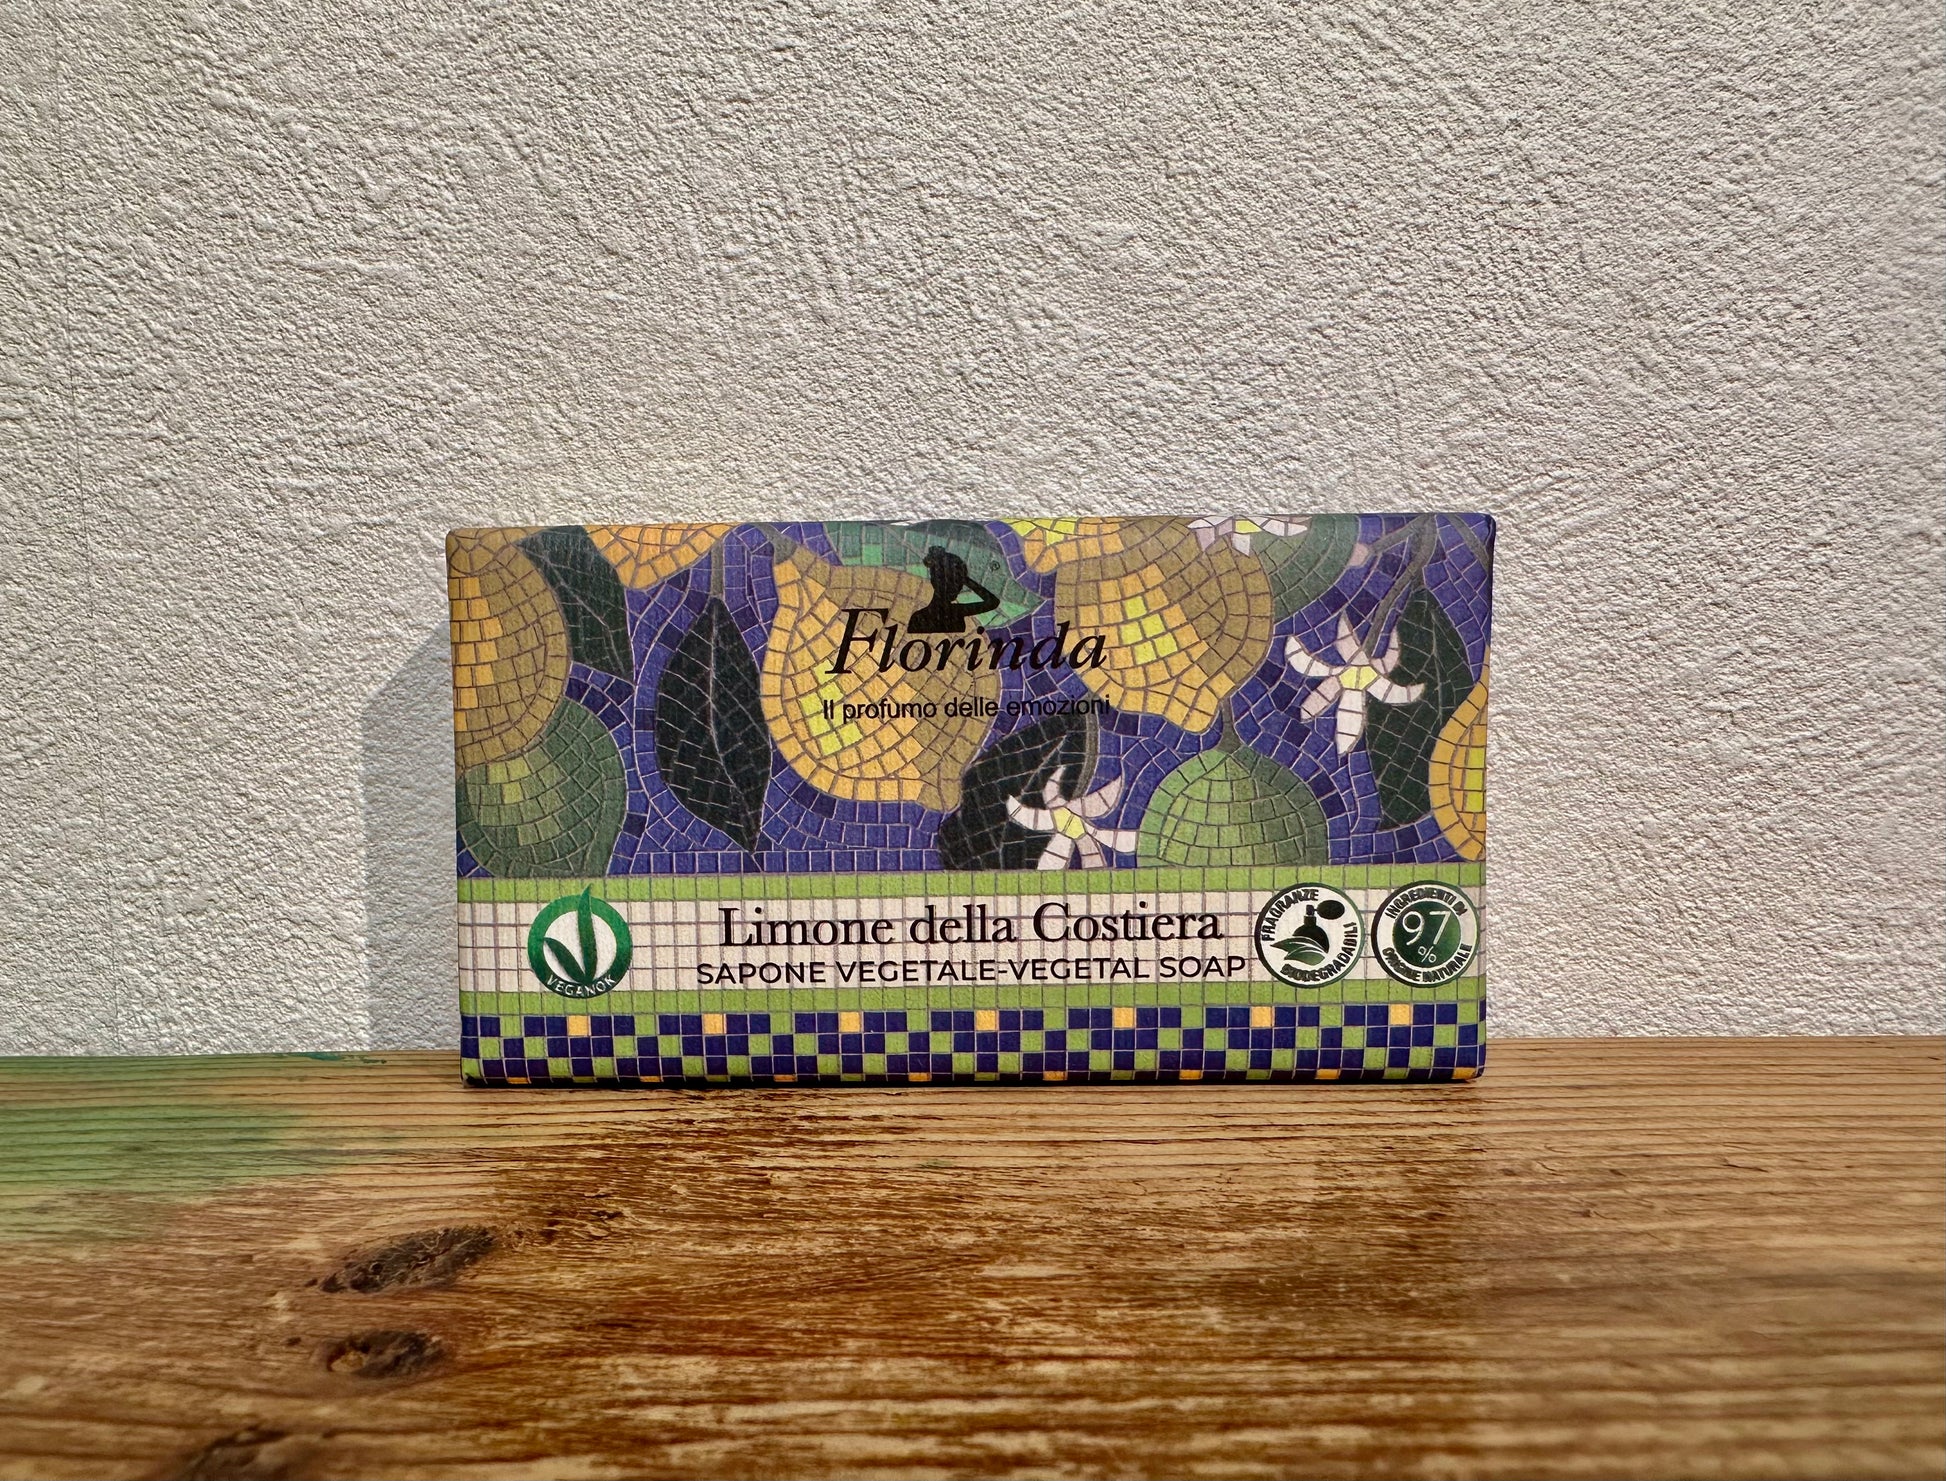 Florinda®
Il profumo delle emozioni
Limone della Costiera
SAPONE VEGETALE-VEGETAL SOAP
VEGANOK
FRAGRANZE
BIODEGRADABILI
INGREDIENTI DI
97
%
ORIGINE NATURALE